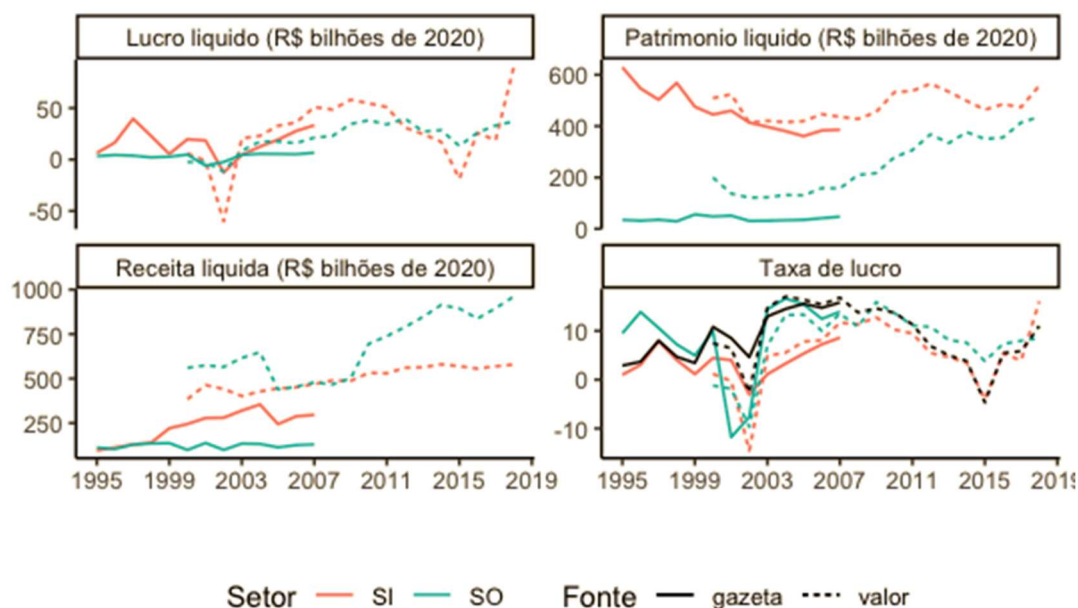 Lucro liquido (R$ bilhões de 2020)
50
0
-50
Patrimonio liquido (R$ bilhões de 2020)
600
400
200
0
Receita liquida (R$ bilhões de 2020)
1000
750
500
250
1995 1999 2003 2007 2011 2015 2019
Taxa de lucro
10
0
-10
1995 1999 2003 2007 2011 2015 2019
Setor SI SO Fonte gazeta valor